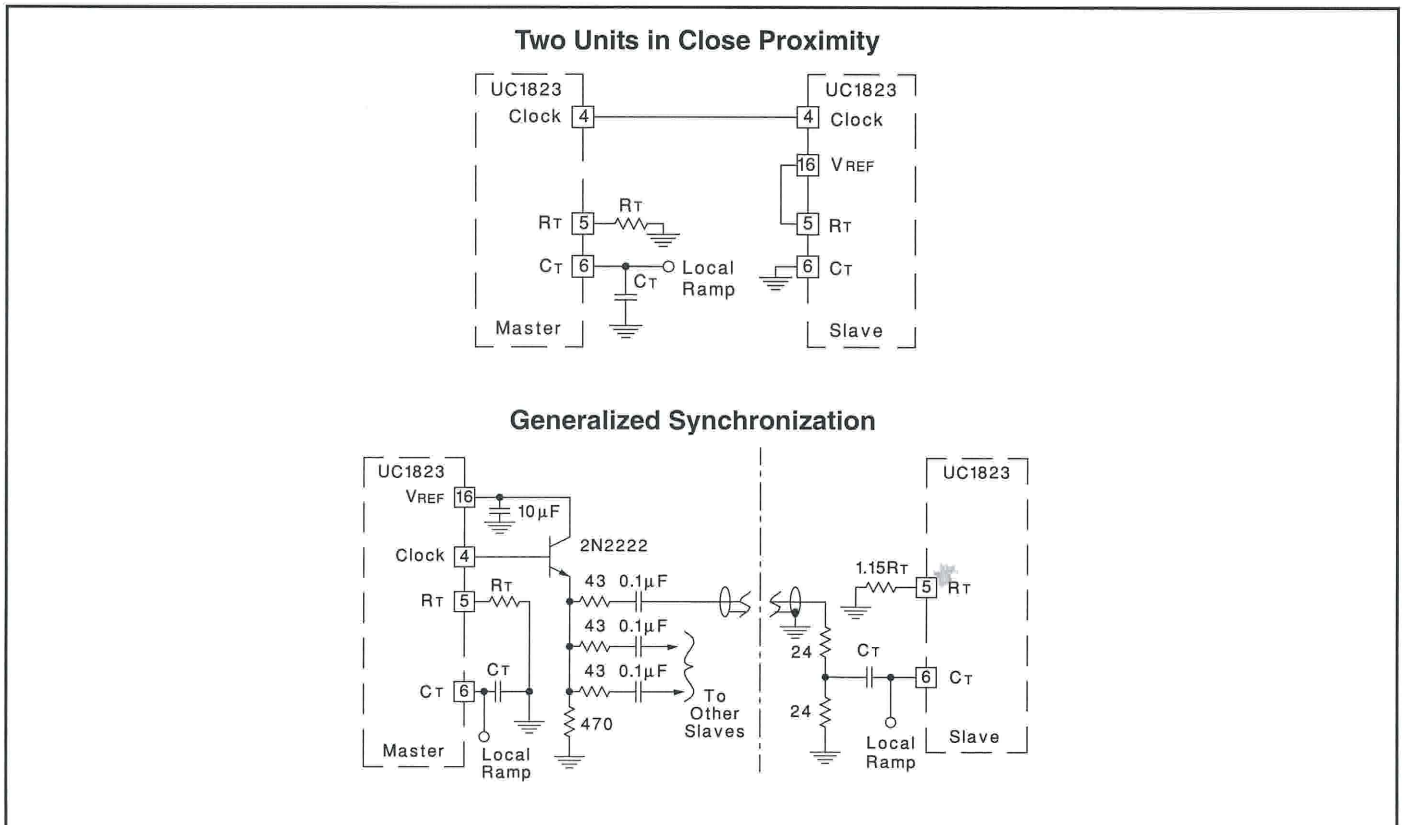 Two Units in Close Proximity
UC1823
UC1823
Clock 4
4 Clock
16 VREF
RT 5 RT
5 RT
CT 6
CT
Local
Ramp
6 CT
Master
Slave
Generalized Synchronization
UC1823
UC1823
VREF 16
10 µF
Clock 4
2N2222
RT 5 RT
43 0.1µF
1.15RT
5 RT
43 0.1µF
24
CT
CT 6
CT
43 0.1µF
6 CT
To
Other
Slaves
470
24
Master
Local
Ramp
Local
Ramp
Slave